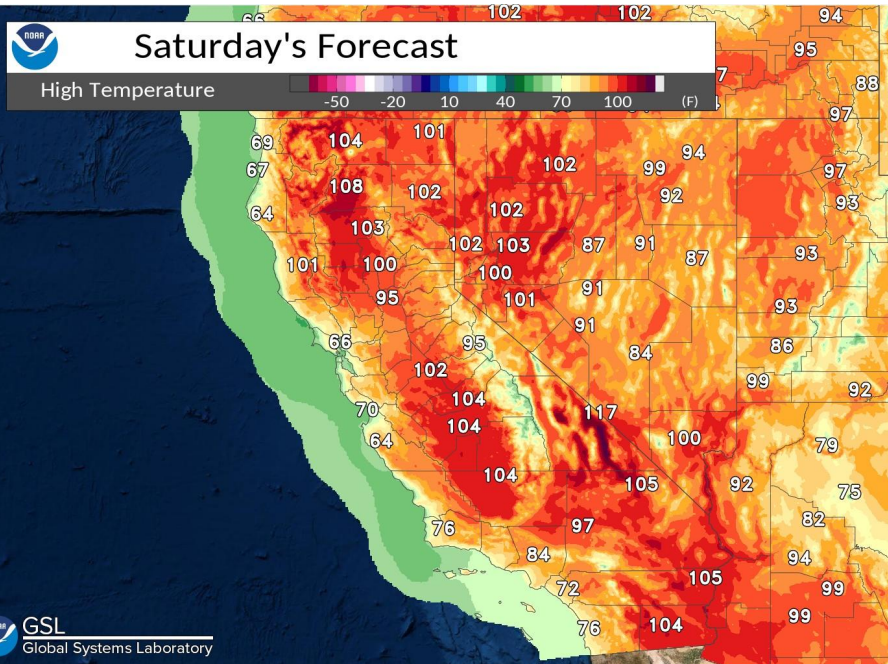 66 102 102 94
NOAA
Saturday's Forecast
95
High Temperature
-50 -20 10 40 70 100 (F)
7 88
97
69 104 101
67 102 99 94 97
108 102 92 93
64 103 102
102 103 87 91 93
101 100 100 87
95 101 91 93
91
66 95 84 86
102 99 92
70 104 117
64 104 100 79
104 105 92 75
76 97 82
84 94
72 105 99
76 104 99
GSL
Global Systems Laboratory